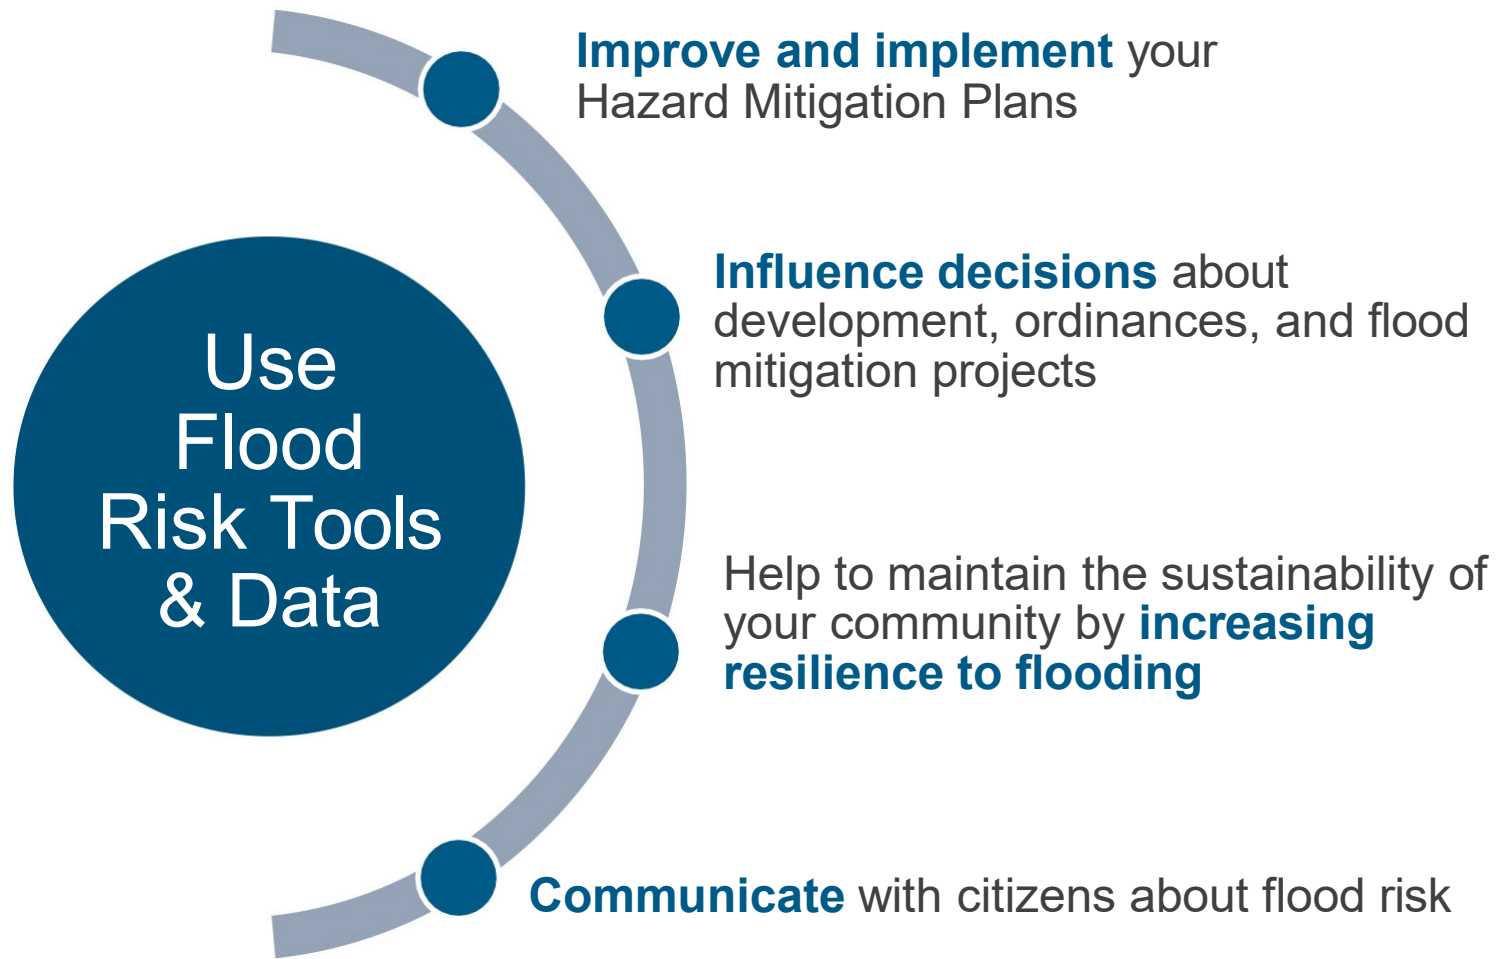 Improve and implement your
Hazard Mitigation Plans
Influence decisions about
development, ordinances, and flood
mitigation projects
Use
Flood
Risk Tools
& Data
Help to maintain the sustainability of
your community by increasing
resilience to flooding
Communicate with citizens about flood risk